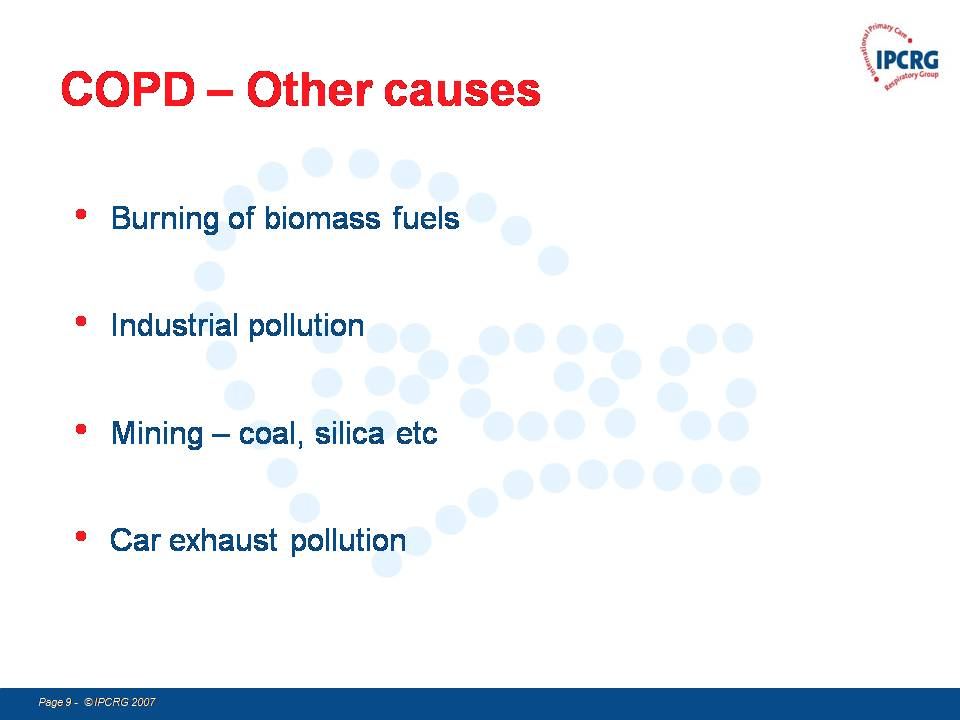 International Primary Care
IPCRG
Respiratory Group
COPD – Other causes
• Burning of biomass fuels
• Industrial pollution
• Mining – coal, silica etc
• Car exhaust pollution
IPCRG
Page 9 - © IPCRG 2007